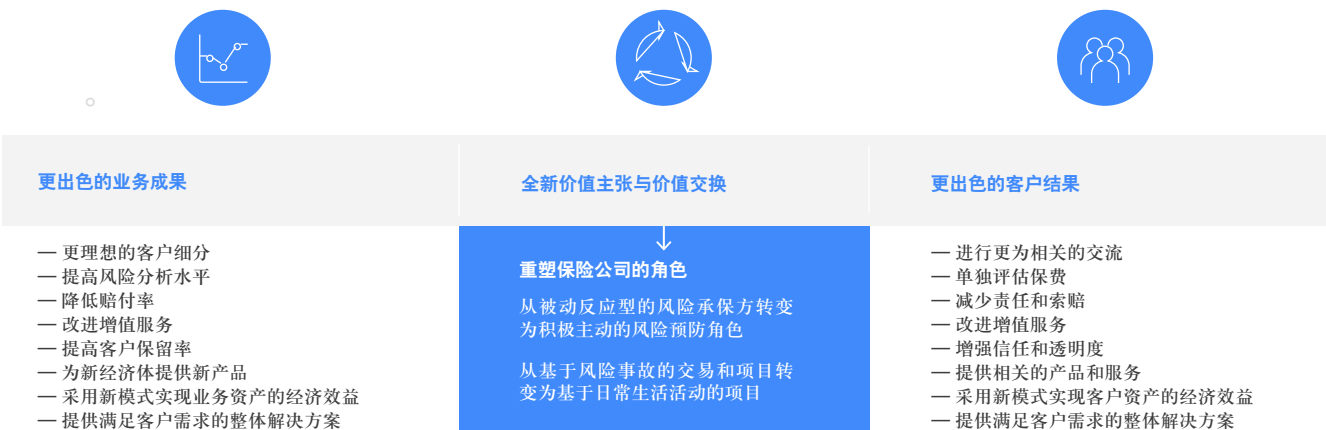 更出色的业务成果
— 更理想的客户细分
— 提高风险分析水平
— 降低赔付率
— 改进增值服务
— 提高客户保留率
— 为新经济体提供新产品
— 采用新模式实现业务资产的经济效益
— 提供满足客户需求的整体解决方案
全新价值主张与价值交换
重塑保险公司的角色
从被动反应型的风险承保方转变
为积极主动的风险预防角色
从基于风险事故的交易和项目转
变为基于日常生活活动的项目
更出色的客户结果
— 进行更为相关的交流
— 单独评估保费
— 减少责任和索赔
— 改进增值服务
— 增强信任和透明度
— 提供相关的产品和服务
— 采用新模式实现客户资产的经济效益
— 提供满足客户需求的整体解决方案